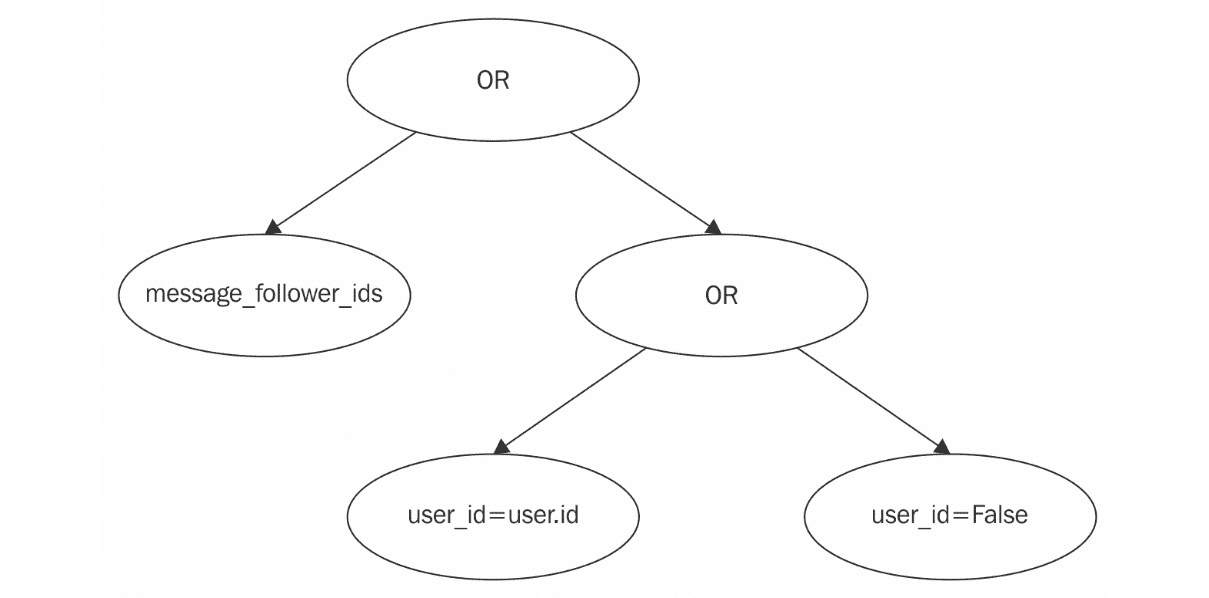 OR
message_follower_ids
OR
user_id=user.id
user_id=False